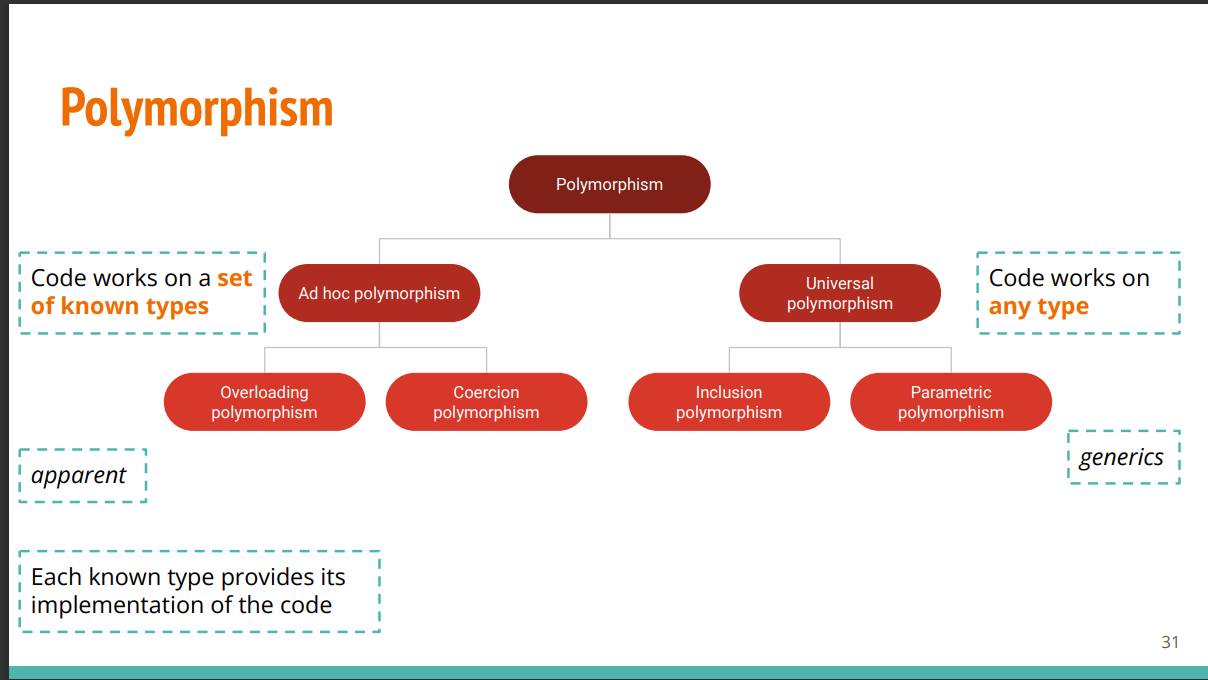 Polymorphism
Polymorphism
Code works on a set
of known types
Ad hoc polymorphism
Universal
polymorphism
Code works on
any type
Overloading
polymorphism
Coercion
polymorphism
Inclusion
polymorphism
Parametric
polymorphism
apparent
generics
Each known type provides its
implementation of the code
31